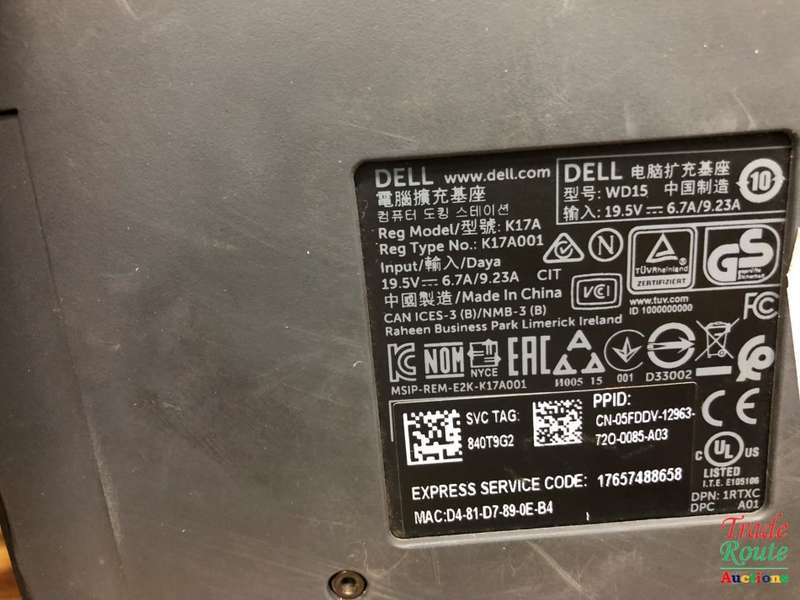 DELL www.dell.com
電腦擴充基座
컴퓨터 도킹 스테이션
Reg Model/型號: K17A
Reg Type No.: K17A001
Input/輸入/Daya
19.5V⎓ 6.7A/9.23A CIT
中國製造/Made In China
CAN ICES-3 (B)/NMB-3 (B)
Raheen Business Park Limerick Ireland
DELL 电脑扩充基座
型号: WD15 中国制造
输入: 19.5V⎓ 6.7A/9.23A
10
N
TÜVRheinland
ZERTIFIZIERT
GS
geprüfte
Sicherheit
VCI
www.tuv.com
ID 1000000000
FC
KC NOM NYCE EAC
MSIP-REM-E2K-K17A001
И005 15 001 D33002
SVC TAG:
840T9G2
PPID:
CN-05FDDV-12963-
72O-0085-A03
EXPRESS SERVICE CODE: 17657488658
MAC:D4-81-D7-89-0E-B4
CE
C UL US
LISTED
I.T.E. E105106
DPN: 1RTXC
DPC A01
Trade
Route
Auctions